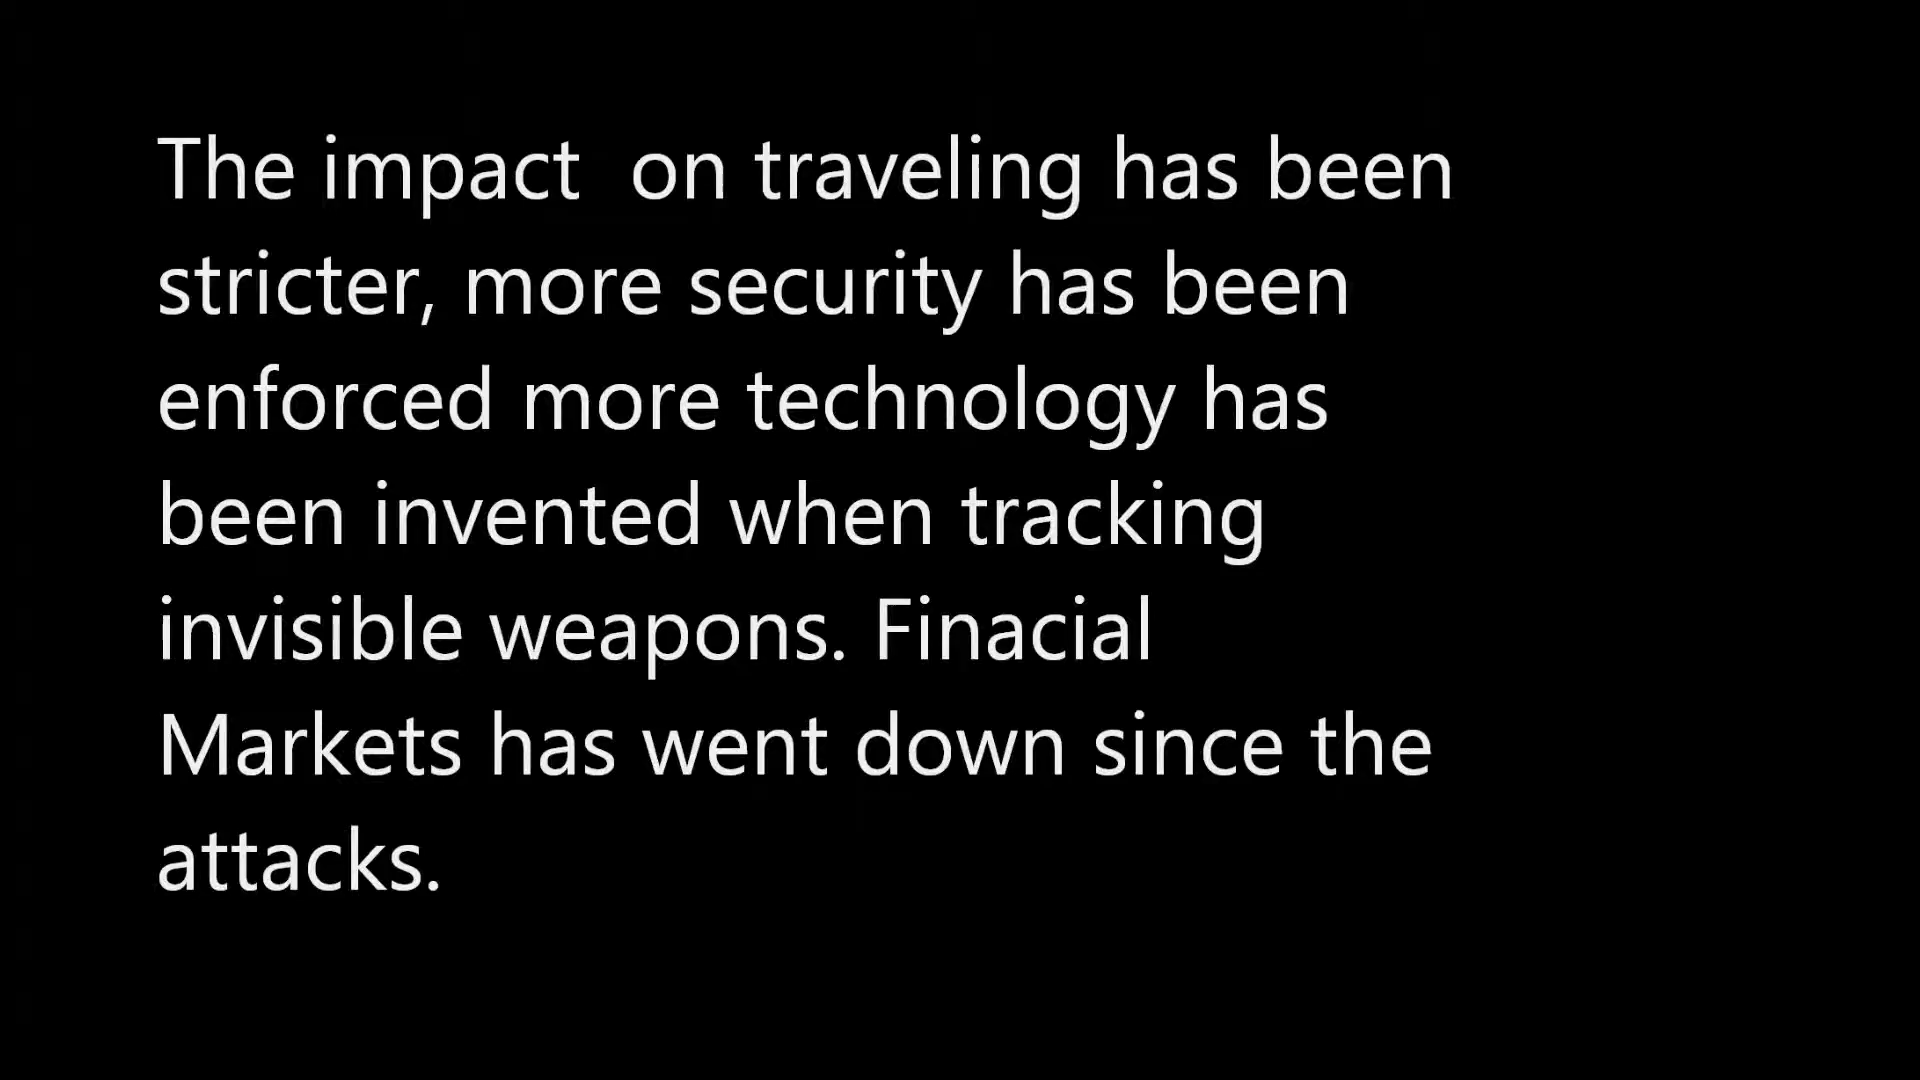 The impact  on traveling has been
stricter, more security has been
enforced more technology has
been invented when tracking
invisible weapons. Finacial
Markets has went down since the
attacks.